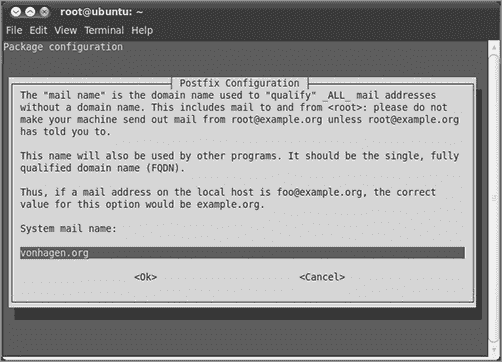 root@ubuntu: ~
File Edit View Terminal Help
Package configuration
Postfix Configuration
The "mail name" is the domain name used to "qualify" _ALL_ mail addresses
without a domain name. This includes mail to and from <root>: please do not
make your machine send out mail from root@example.org unless root@example.org
has told you to.
This name will also be used by other programs. It should be the single, fully
qualified domain name (FQDN).
Thus, if a mail address on the local host is foo@example.org, the correct
value for this option would be example.org.
System mail name:
vonhagen.org
<Ok> <Cancel>